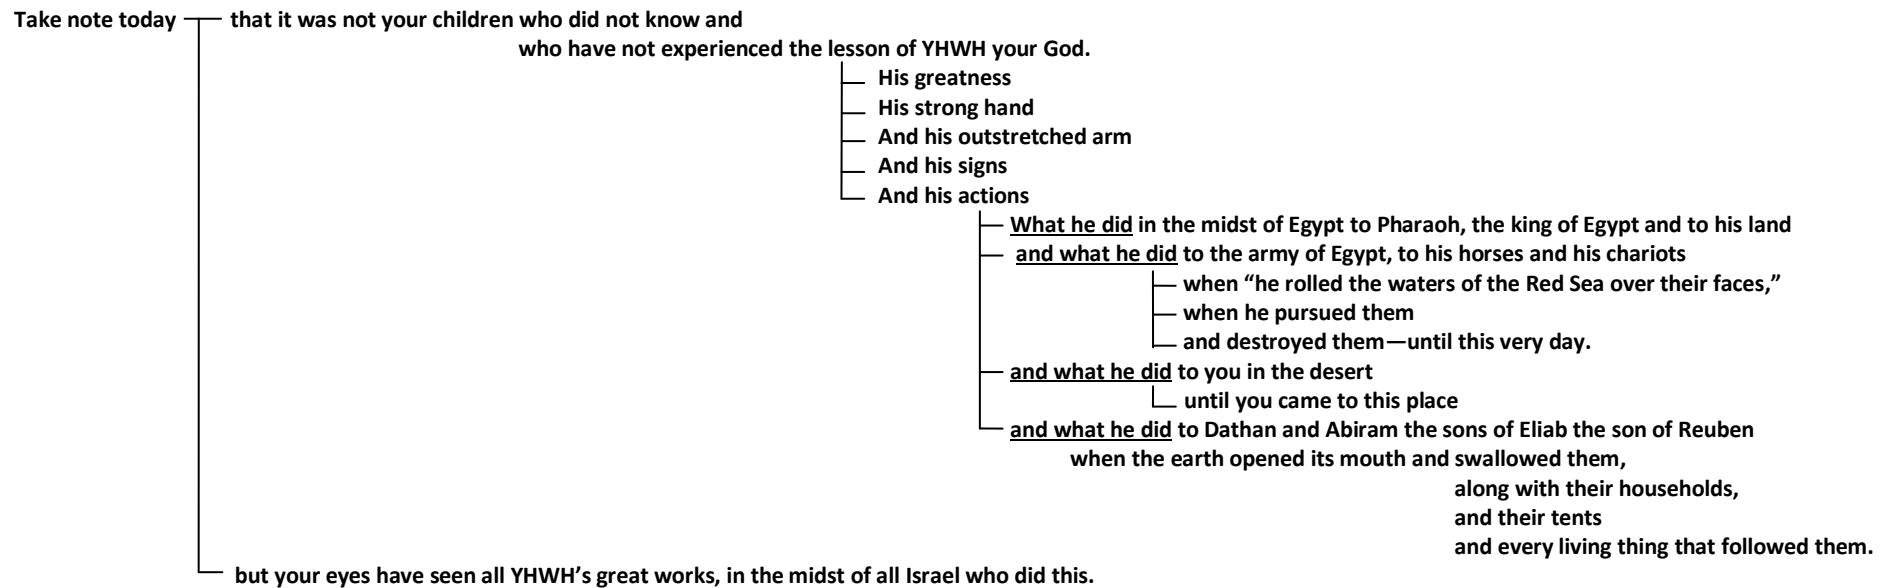 Take note today that it was not your children who did not know and
who have not experienced the lesson of YHWH your God.
His greatness
His strong hand
And his outstretched arm
And his signs
And his actions
What he did in the midst of Egypt to Pharaoh, the king of Egypt and to his land
and what he did to the army of Egypt, to his horses and his chariots
when “he rolled the waters of the Red Sea over their faces,”
when he pursued them
and destroyed them—until this very day.
and what he did to you in the desert
until you came to this place
and what he did to Dathan and Abiram the sons of Eliab the son of Reuben
when the earth opened its mouth and swallowed them,
along with their households,
and their tents
and every living thing that followed them.
but your eyes have seen all YHWH’s great works, in the midst of all Israel who did this.